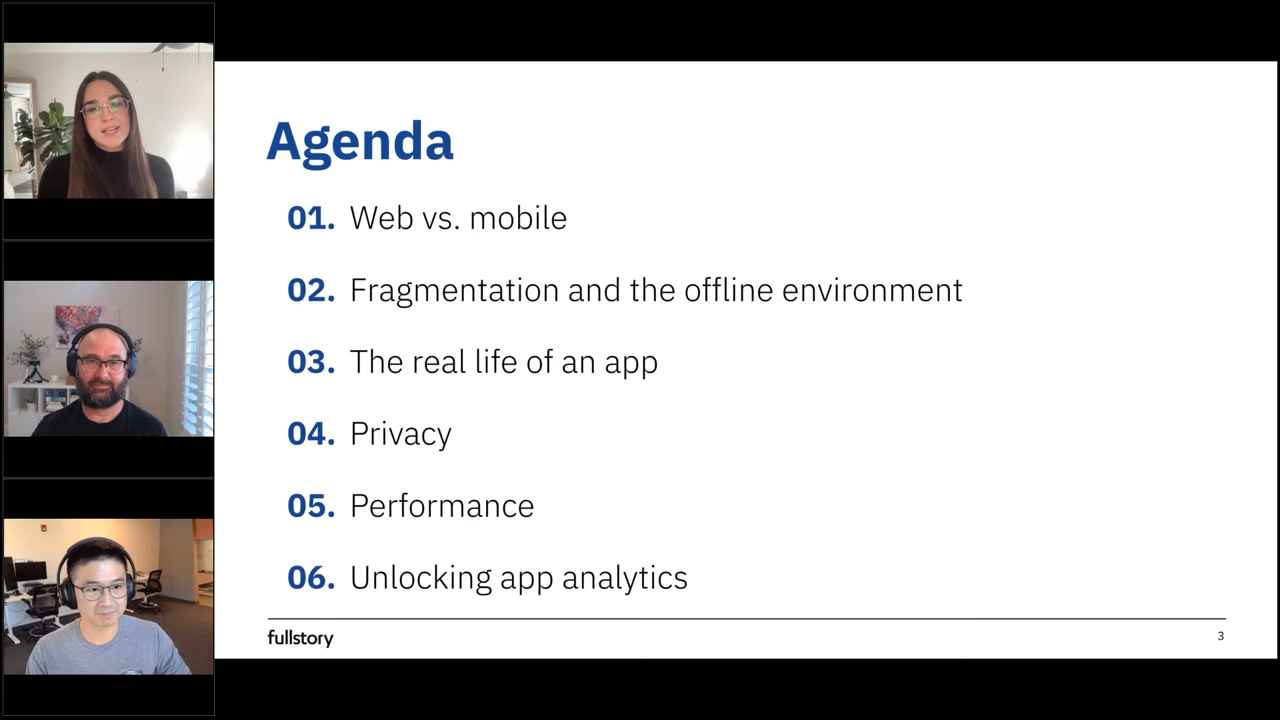 Agenda
01. Web vs. mobile
02. Fragmentation and the offline environment
03. The real life of an app
04. Privacy
05. Performance
06. Unlocking app analytics
fullstory
3